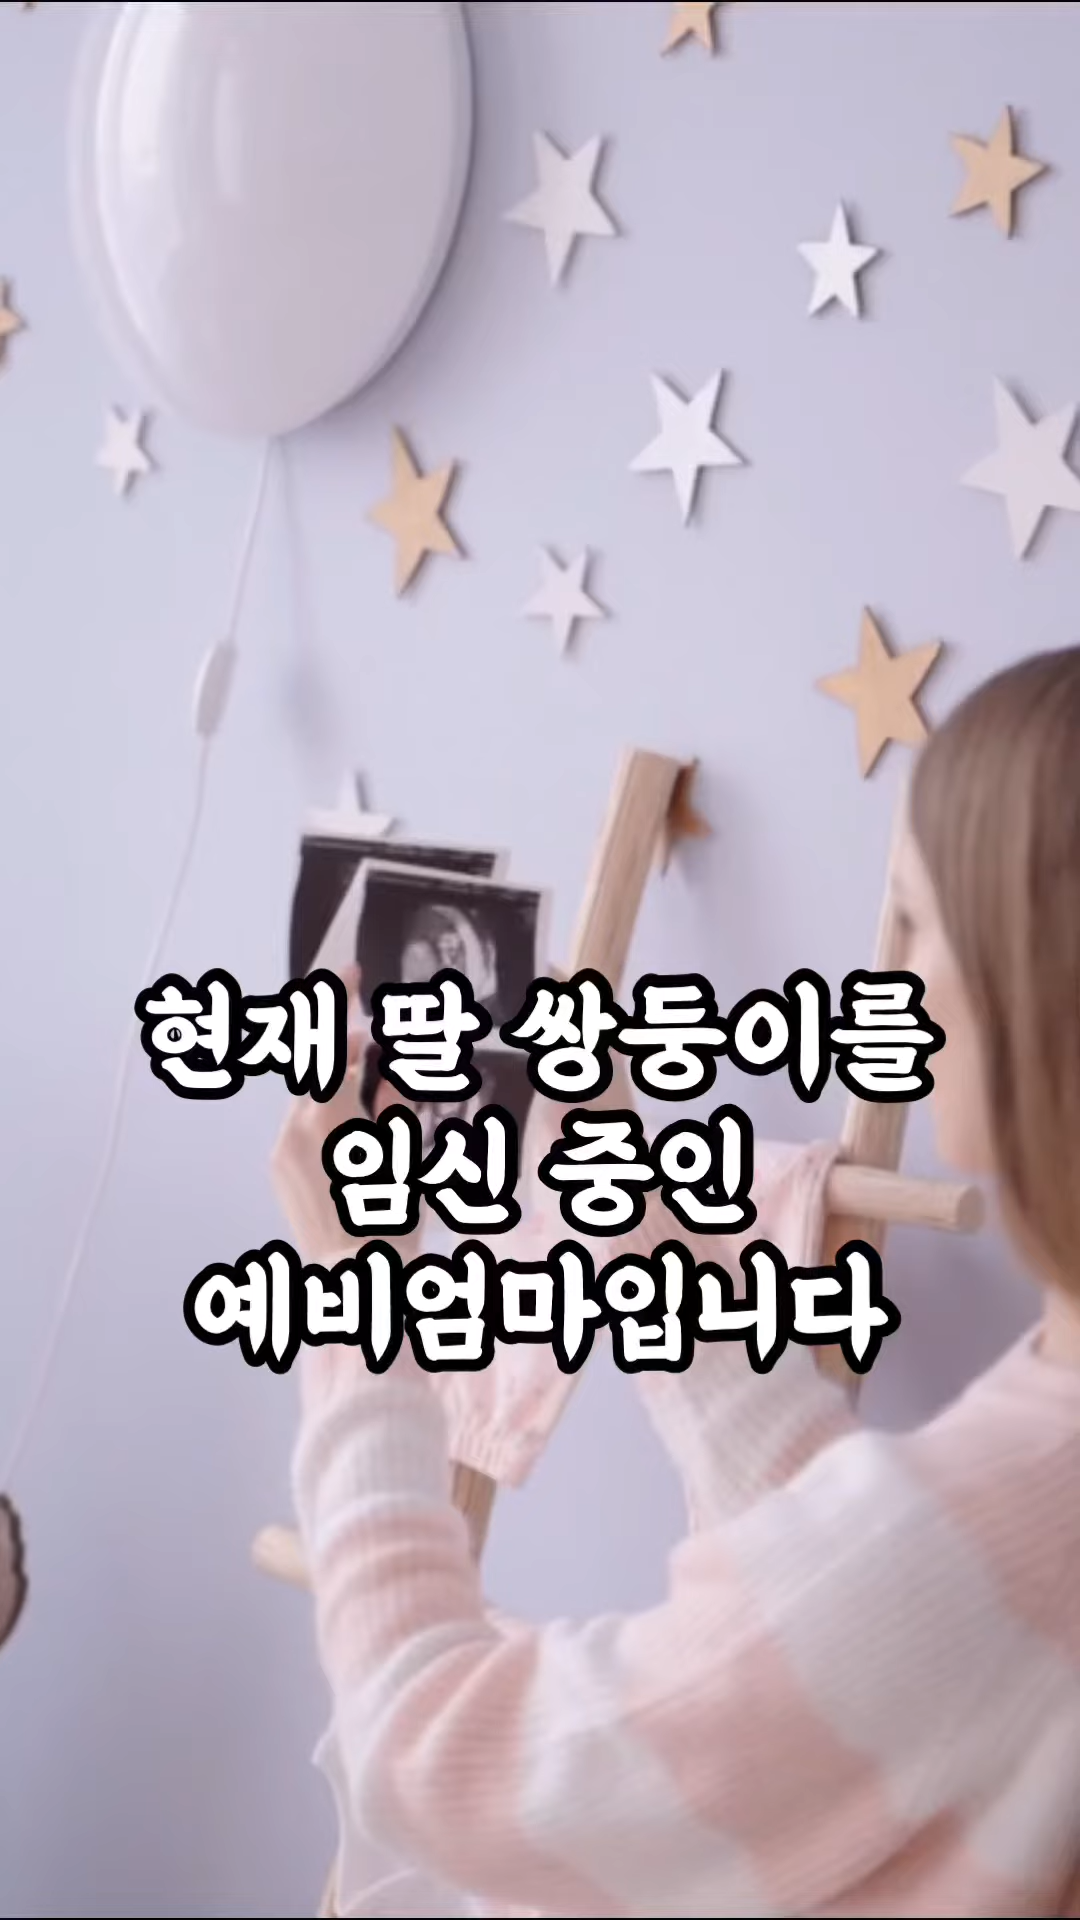 현재 딸 쌍둥이를
임신 중인
예비엄마입니다